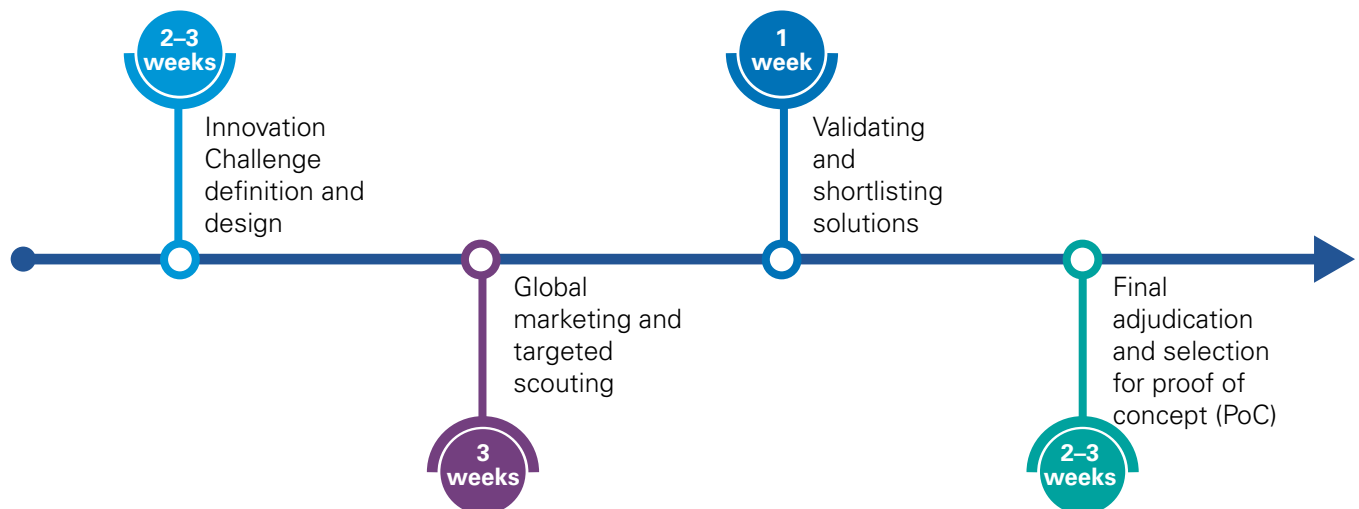 2–3
weeks
Innovation
Challenge
definition and
design
Global
marketing and
targeted
scouting
3
weeks
1
week
Validating
and
shortlisting
solutions
Final
adjudication
and selection
for proof of
concept (PoC)
2–3
weeks